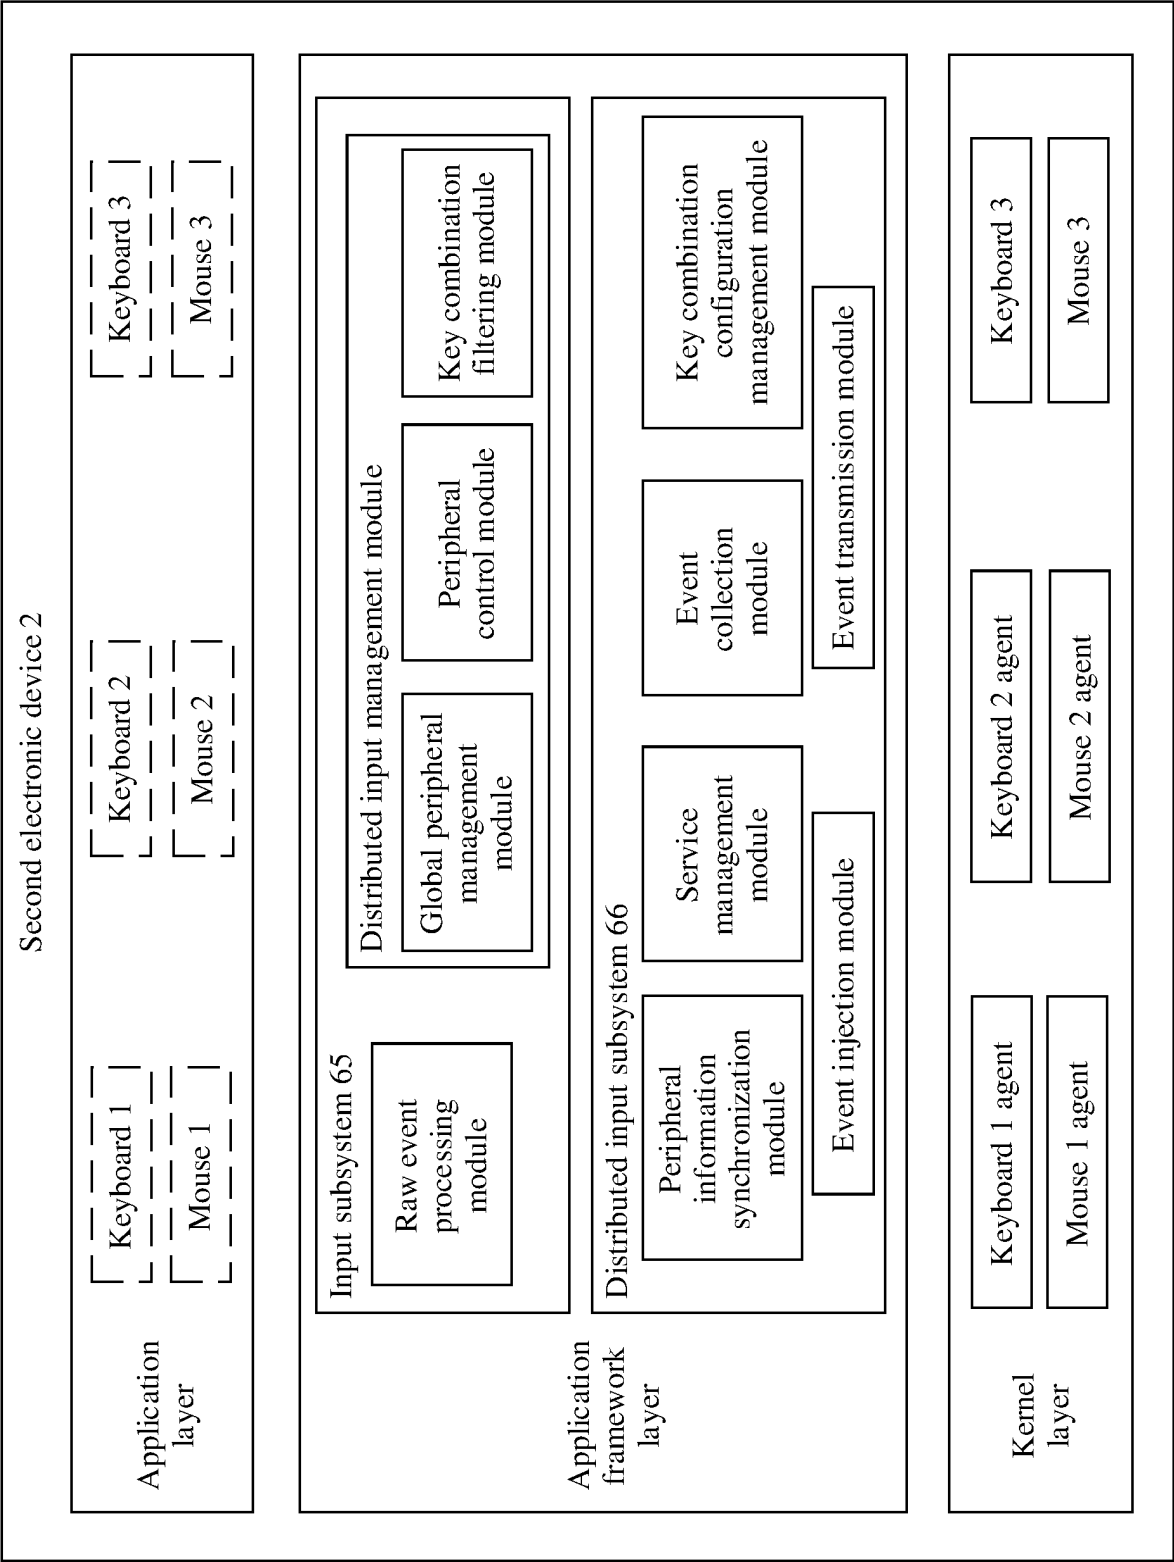 Second electronic device 2
Application
layer
Keyboard 1
Mouse 1
Keyboard 2
Mouse 2
Keyboard 3
Mouse 3
Application
framework
layer
Input subsystem 65
Raw event
processing
module
Distributed input management module
Global peripheral
management
module
Peripheral
control module
Key combination
filtering module
Distributed input subsystem 66
Peripheral
information
synchronization
module
Service
management
module
Event
collection
module
Key combination
configuration
management module
Event injection module
Event transmission module
Kernel
layer
Keyboard 1 agent
Mouse 1 agent
Keyboard 2 agent
Mouse 2 agent
Keyboard 3
Mouse 3